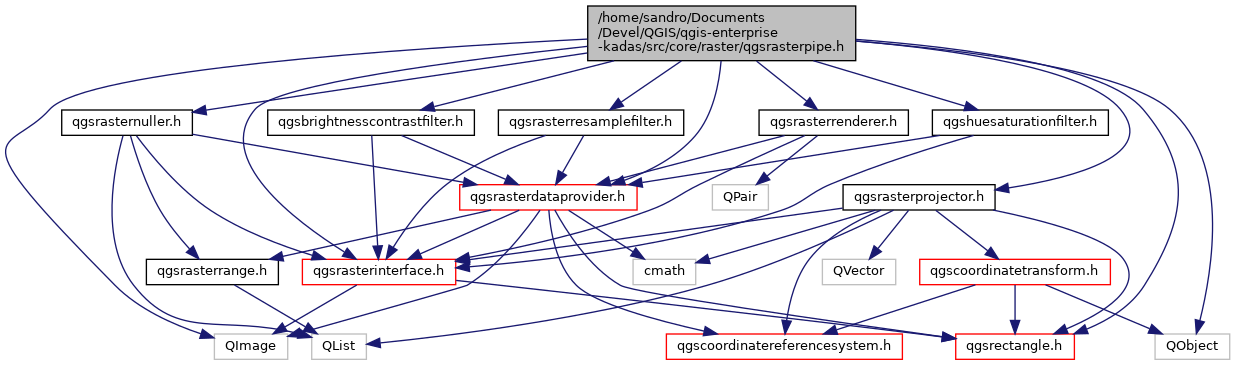 /home/sandro/Documents
/Devel/QGIS/qgis-enterprise
-kadas/src/core/raster/qgsrasterpipe.h
qgsrasternuller.h
qgsbrightnesscontrastfilter.h
qgsrasterresamplefilter.h
qgsrasterrenderer.h
qgshuesaturationfilter.h
qgsrasterdataprovider.h
QPair
qgsrasterprojector.h
qgsrasterrange.h
qgsrasterinterface.h
cmath
QVector
qgscoordinatetransform.h
QImage
QList
qgscoordinatereferencesystem.h
qgsrectangle.h
QObject